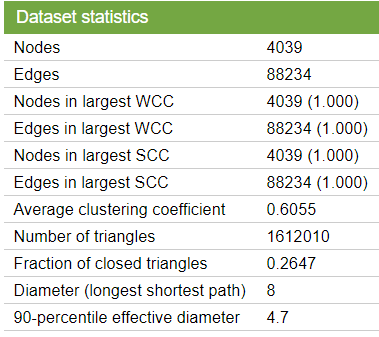 Dataset statistics
Nodes 4039
Edges 88234
Nodes in largest WCC 4039 (1.000)
Edges in largest WCC 88234 (1.000)
Nodes in largest SCC 4039 (1.000)
Edges in largest SCC 88234 (1.000)
Average clustering coefficient 0.6055
Number of triangles 1612010
Fraction of closed triangles 0.2647
Diameter (longest shortest path) 8
90-percentile effective diameter 4.7